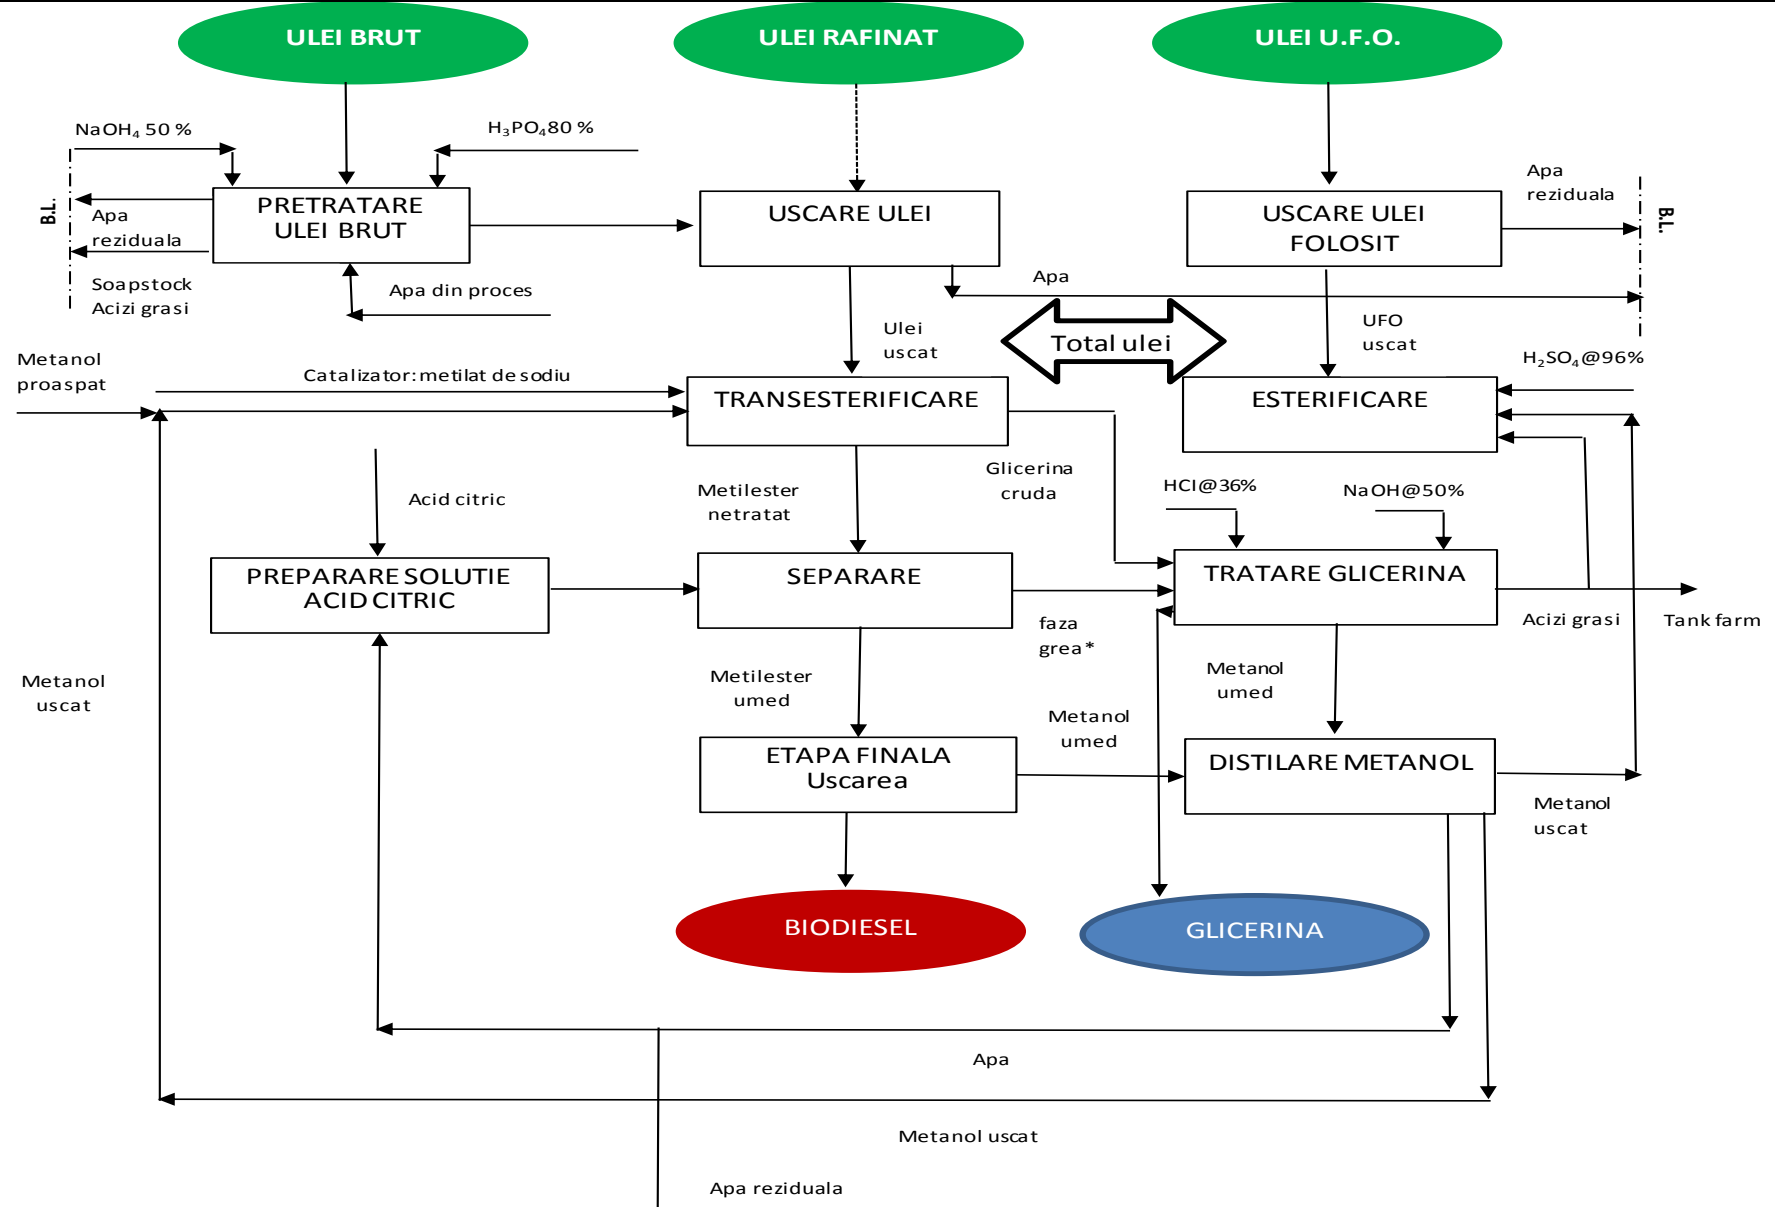 ULEI BRUT
ULEI RAFINAT
ULEI U.F.O.
NaOH₄ 50 %
H₃PO₄80 %
B.L.
Apa
reziduala
Soapstock
Acizi grasi
PRETRATARE
ULEI BRUT
Apa din proces
USCARE ULEI
USCARE ULEI
FOLOSIT
Apa
reziduala
B.L.
Apa
Ulei
uscat
Total ulei
UFO
uscat
H₂SO₄@96%
Metanol
proaspat
Catalizator: metilat de sodiu
TRANSESTERIFICARE
ESTERIFICARE
Acid citric
Metilester
netratat
Glicerina
cruda
HCl@36%
NaOH@50%
PREPARARE SOLUTIE
ACID CITRIC
SEPARARE
TRATARE GLICERINA
faza
grea*
Acizi grasi
Tank farm
Metanol
uscat
Metilester
umed
Metanol
umed
Metanol
umed
ETAPA FINALA
Uscarea
DISTILARE METANOL
Metanol
uscat
BIODIESEL
GLICERINA
Apa
Metanol uscat
Apa reziduala